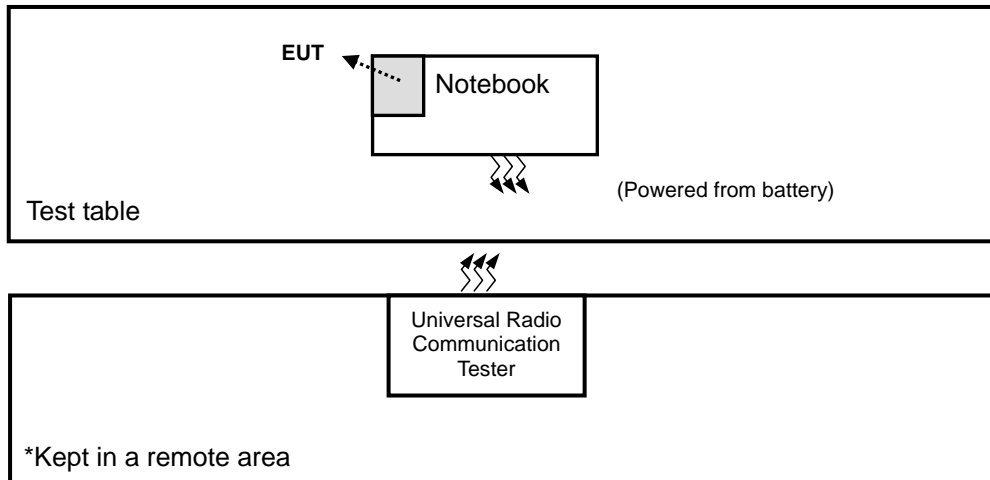 EUT
Notebook
(Powered from battery)
Test table
Universal Radio
Communication
Tester
*Kept in a remote area